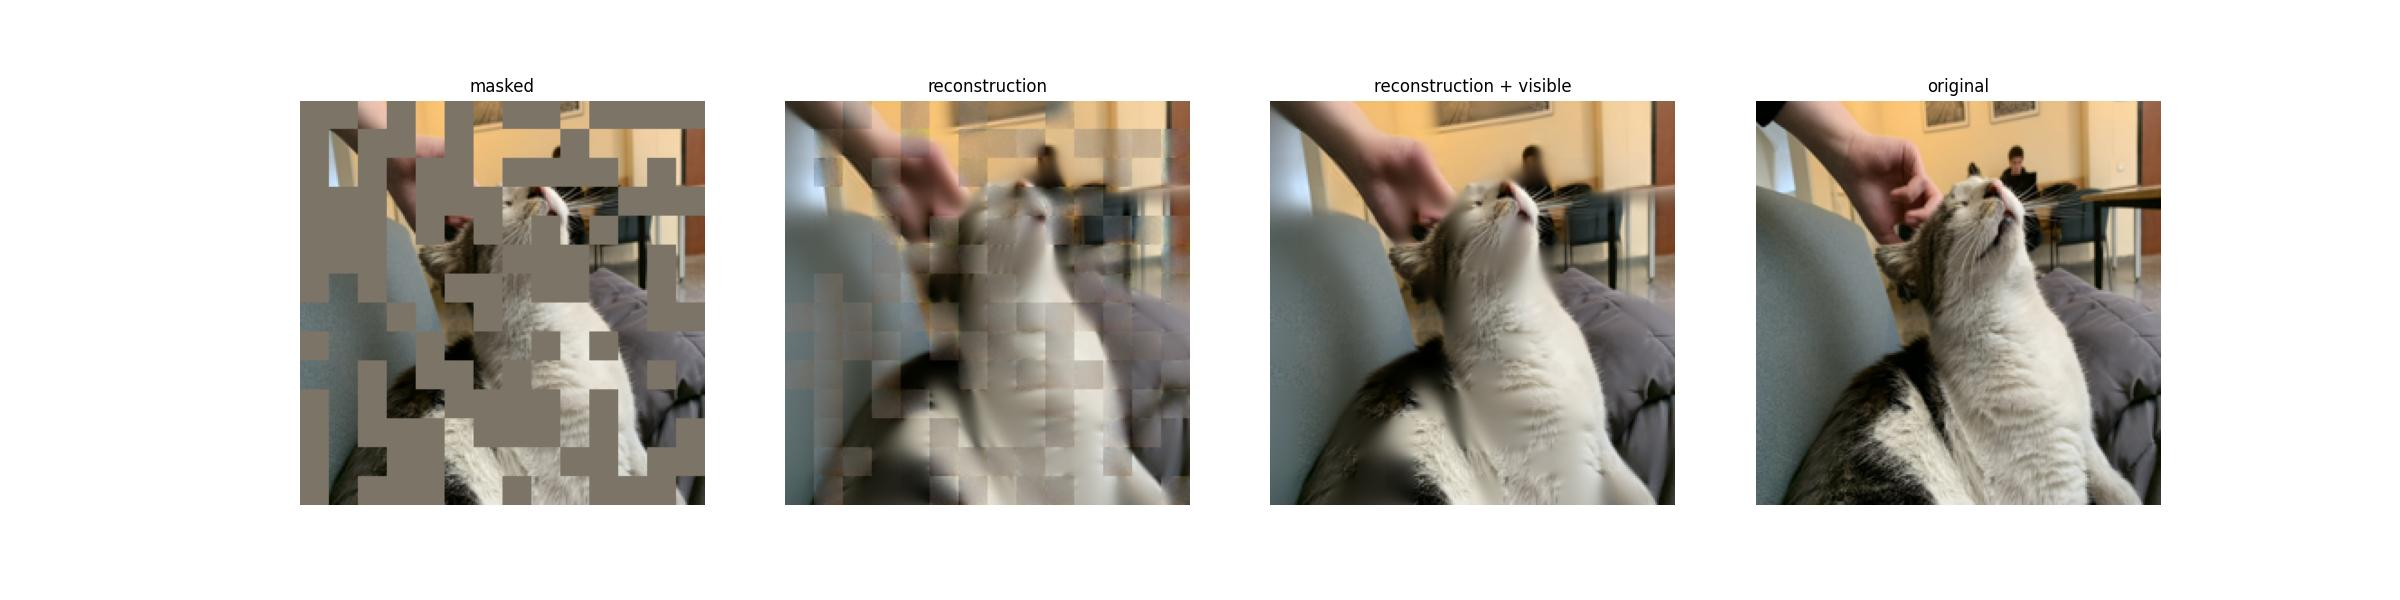 masked
reconstruction
reconstruction + visible
original